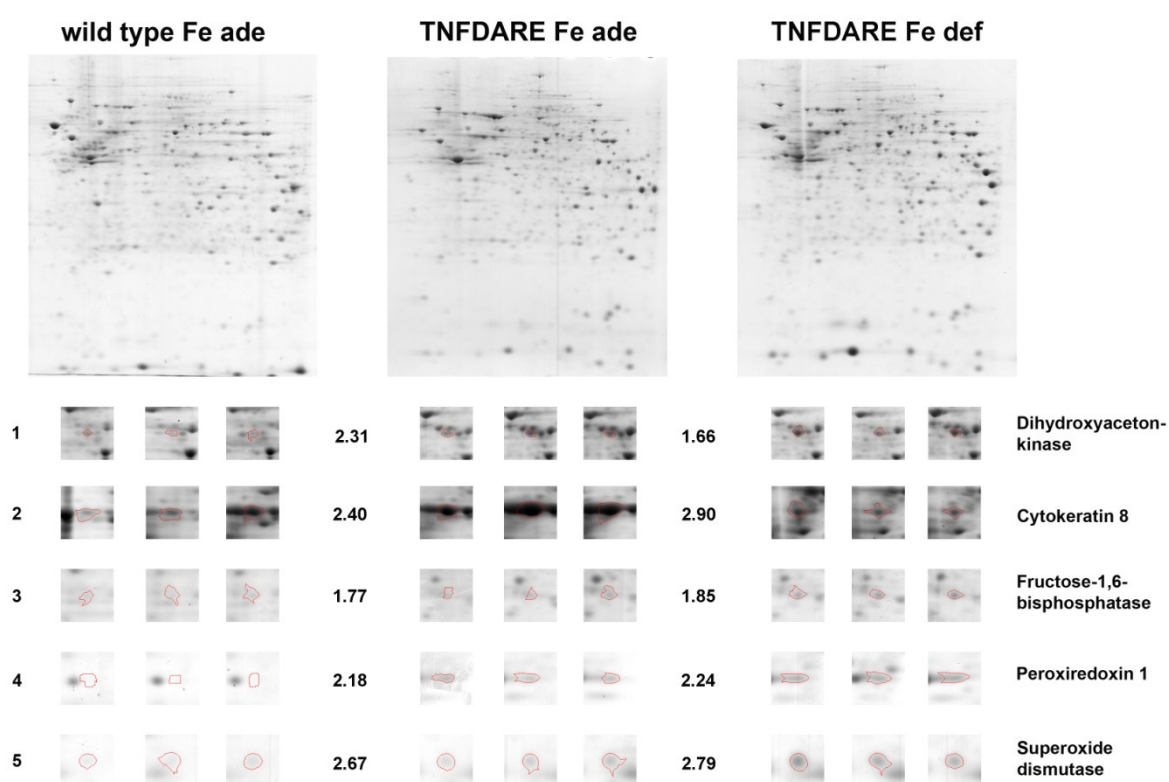 wild type Fe ade
TNFDARE Fe ade
TNFDARE Fe def
1
2.31
1.66
Dihydroxyaceton-
kinase
2
2.40
2.90
Cytokeratin 8
3
1.77
1.85
Fructose-1,6-
bisphosphatase
4
2.18
2.24
Peroxiredoxin 1
5
2.67
2.79
Superoxide
dismutase